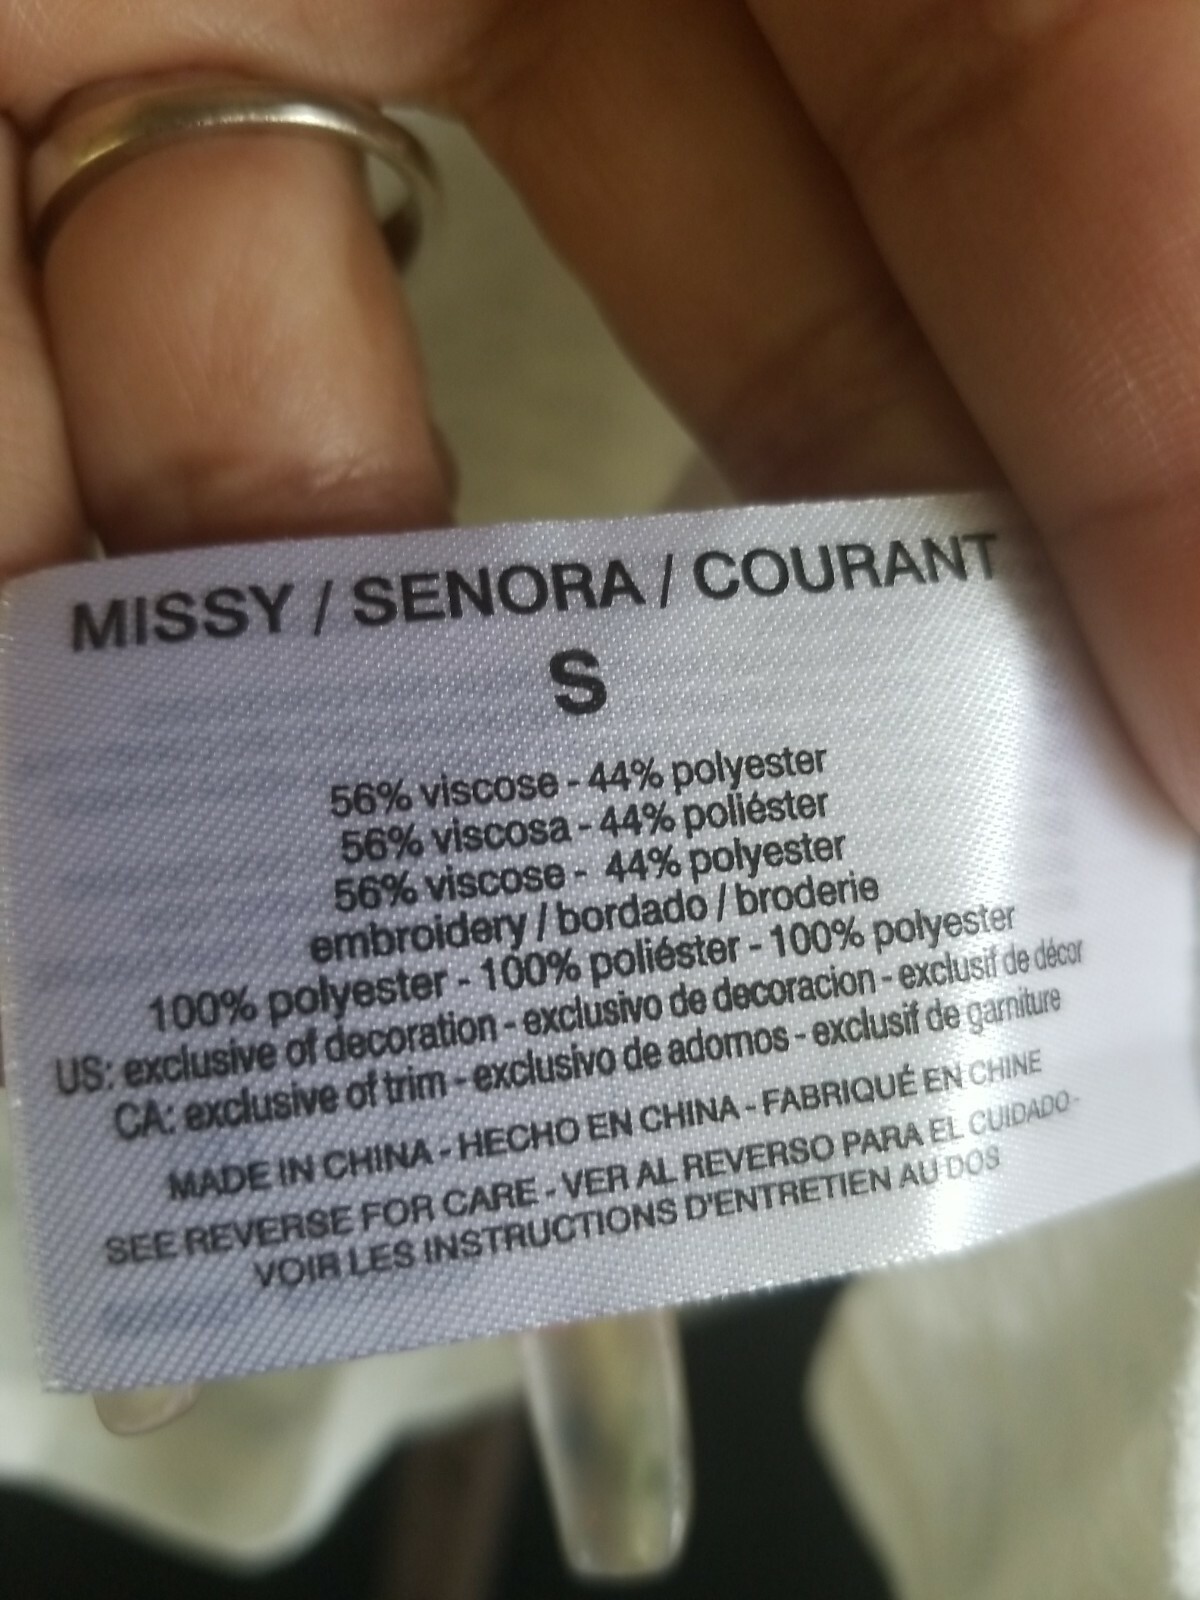 MISSY / SENORA / COURANT
S
56% viscose - 44% polyester
56% viscosa - 44% poliéster
56% viscose - 44% polyester
embroidery / bordado / broderie
100% polyester - 100% poliéster - 100% polyester
US: exclusive of decoration - exclusivo de decoracion - exclusif de décor
CA: exclusive of trim - exclusivo de adornos - exclusif de garniture
MADE IN CHINA - HECHO EN CHINA - FABRIQUÉ EN CHINE
SEE REVERSE FOR CARE - VER AL REVERSO PARA EL CUIDADO -
VOIR LES INSTRUCTIONS D'ENTRETIEN AU DOS